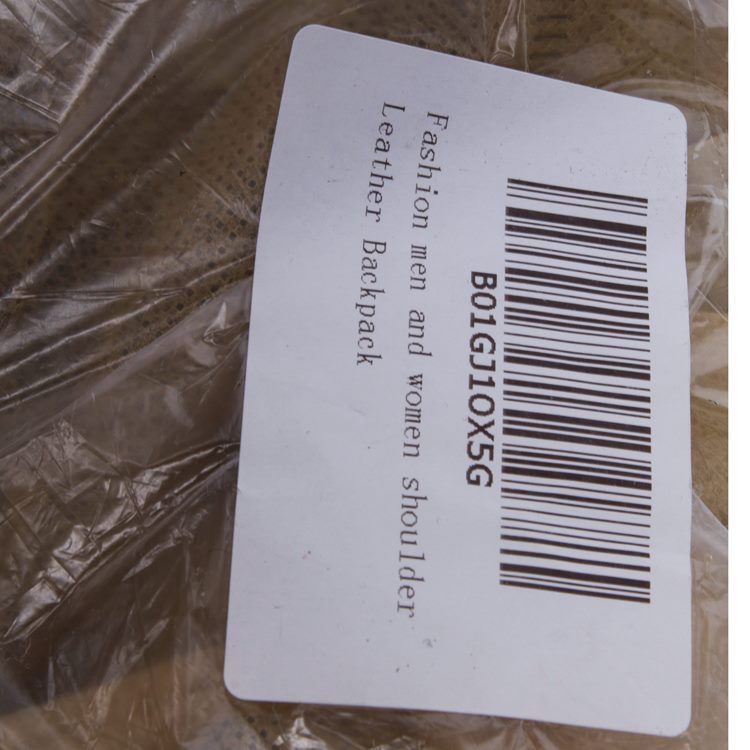 B01GJ1OX5G
Fashion men and women shoulder
Leather Backpack